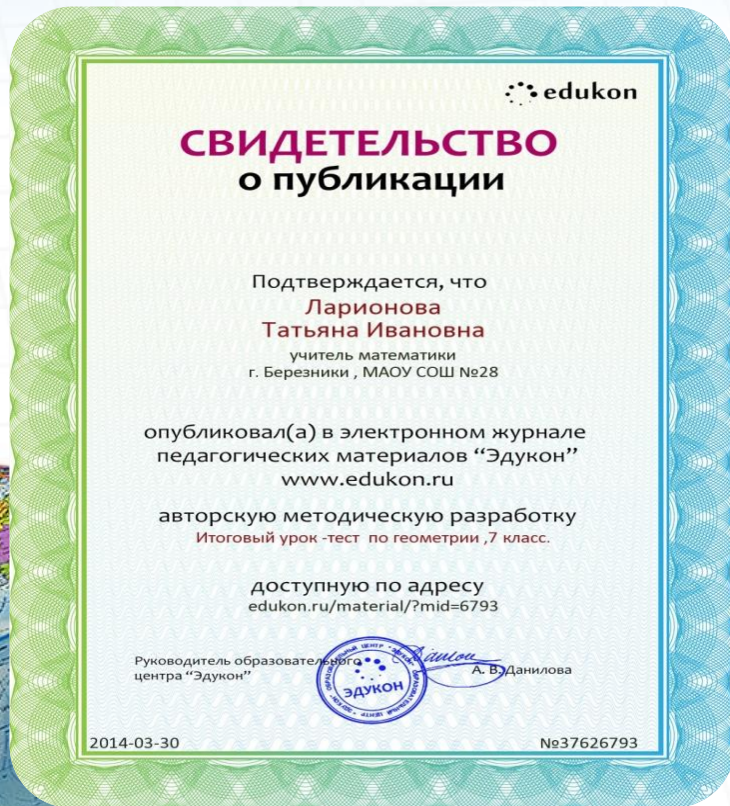 edukon
СВИДЕТЕЛЬСТВО
о публикации
Подтверждается, что
Ларионова
Татьяна Ивановна
учитель математики
г. Березники , МАОУ СОШ №28
опубликовал(а) в электронном журнале
педагогических материалов “Эдукон”
www.edukon.ru
авторскую методическую разработку
Итоговый урок -тест по геометрии ,7 класс.
доступную по адресу
edukon.ru/material/?mid=6793
Руководитель образовательного
центра “Эдукон”
А. В. Данилова
ЭДУКОН
2014-03-30
№37626793